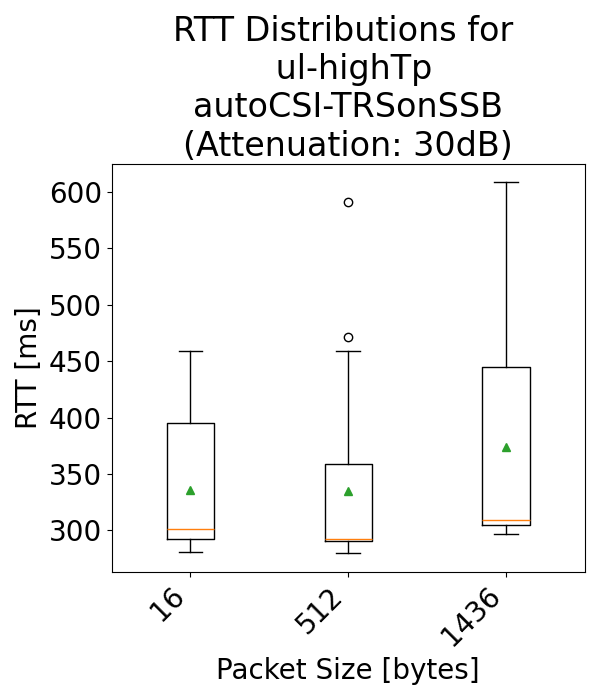 RTT Distributions for
ul-highTp
autoCSI-TRSonSSB
(Attenuation: 30dB)
600
550
500
450
400
350
300
RTT [ms]
16
512
1436
Packet Size [bytes]